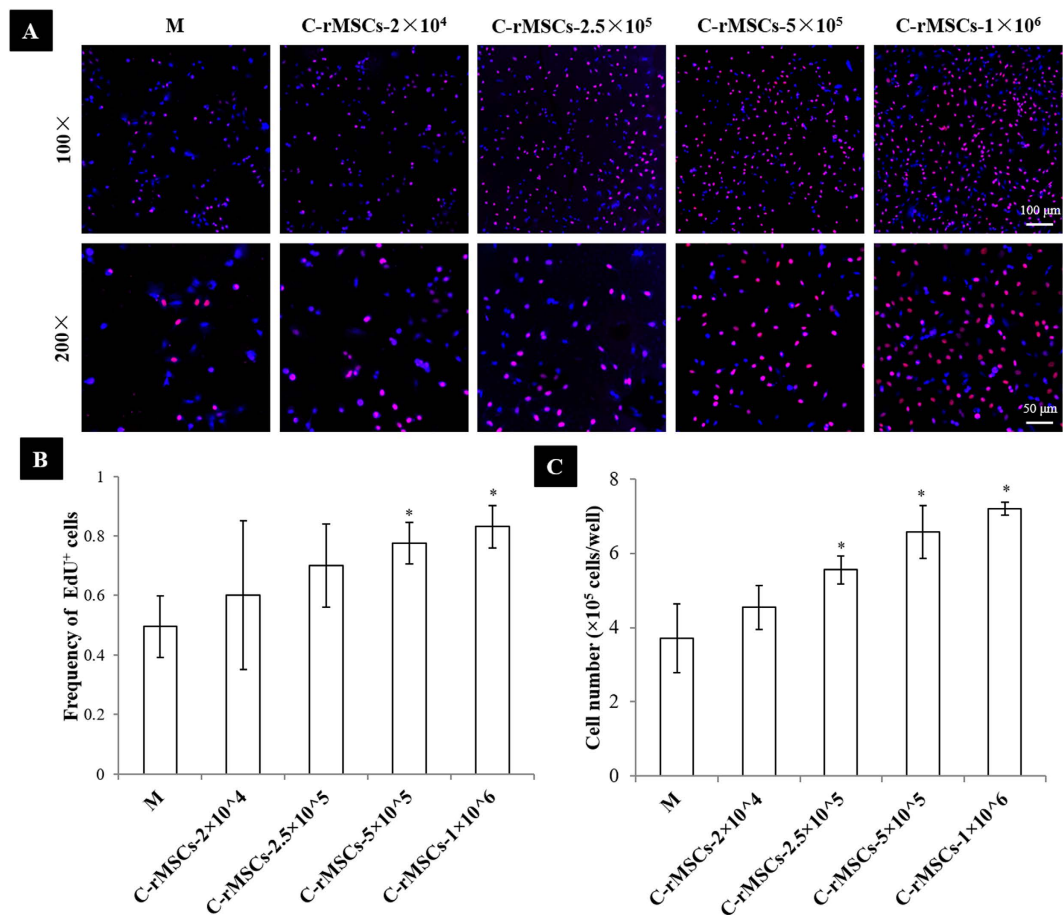 A
M
C-rMSCs-2×10⁴
C-rMSCs-2.5×10⁵
C-rMSCs-5×10⁵
C-rMSCs-1×10⁶
100×
100 μm
200×
50 μm
B
Frequency of EdU⁺ cells
1
0.8
0.6
0.4
0.2
0
*
*
M
C-rMSCs-2×10^4
C-rMSCs-2.5×10^5
C-rMSCs-5×10^5
C-rMSCs-1×10^6
C
Cell number (×10⁵ cells/well)
8
6
4
2
0
*
*
*
M
C-rMSCs-2×10^4
C-rMSCs-2.5×10^5
C-rMSCs-5×10^5
C-rMSCs-1×10^6